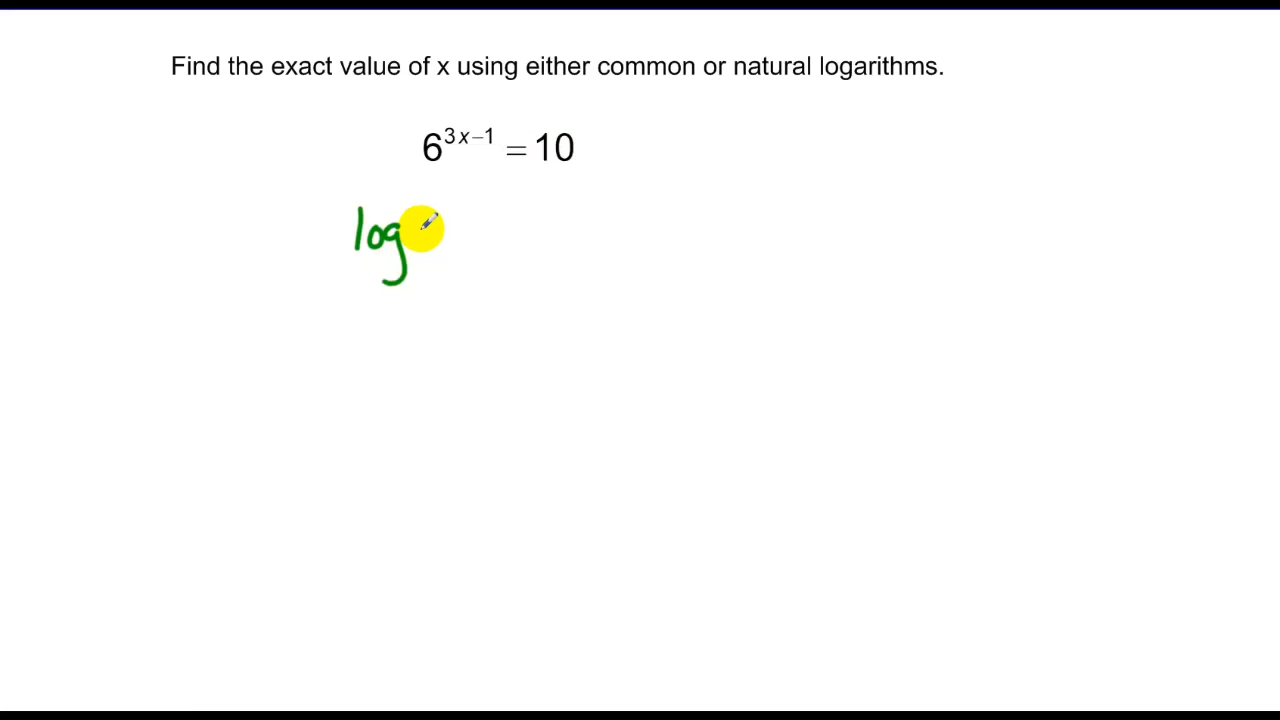 Find the exact value of x using either common or natural logarithms.
6^{3x−1} = 10
log